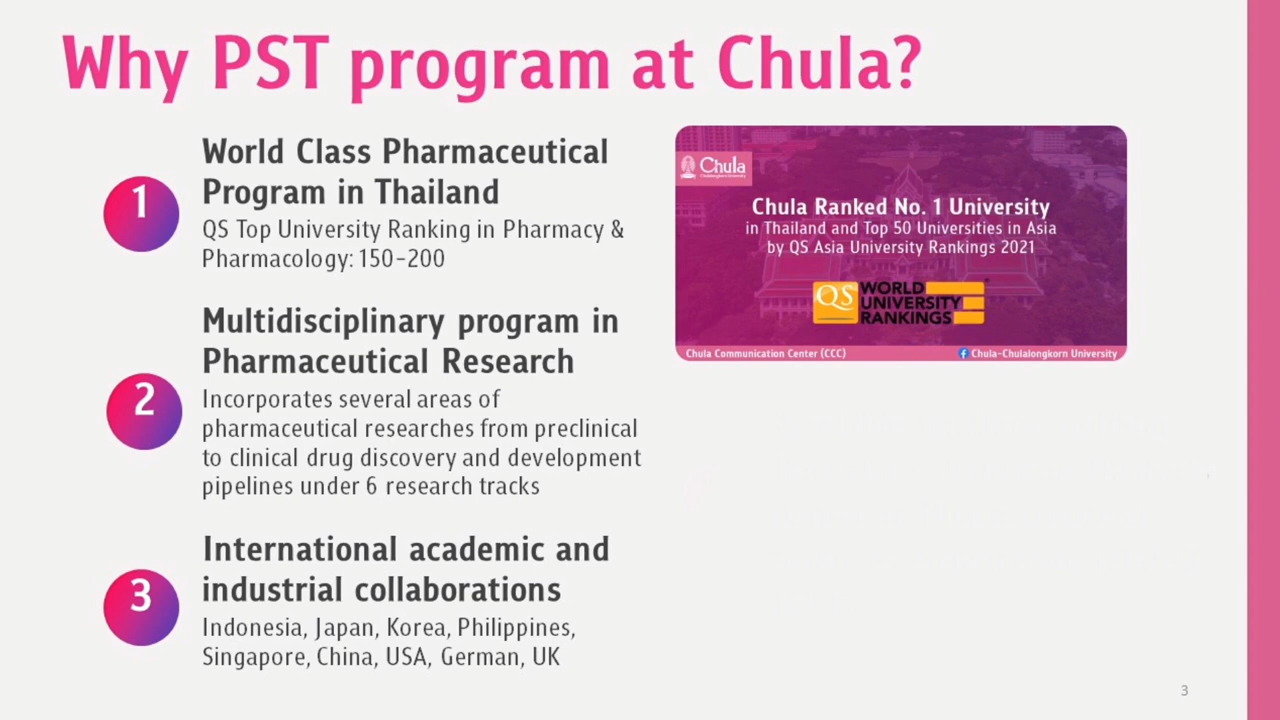 Why PST program at Chula?
1
World Class Pharmaceutical
Program in Thailand
QS Top University Ranking in Pharmacy &
Pharmacology: 150-200
2
Multidisciplinary program in
Pharmaceutical Research
Incorporates several areas of
pharmaceutical researches from preclinical
to clinical drug discovery and development
pipelines under 6 research tracks
3
International academic and
industrial collaborations
Indonesia, Japan, Korea, Philippines,
Singapore, China, USA, German, UK
Chula
Chulalongkorn University
Chula Ranked No. 1 University
in Thailand and Top 50 Universities in Asia
by QS Asia University Rankings 2021
QS
WORLD
UNIVERSITY
RANKINGS
Chula Communication Center (CCC)
f Chula-Chulalongkorn University
3